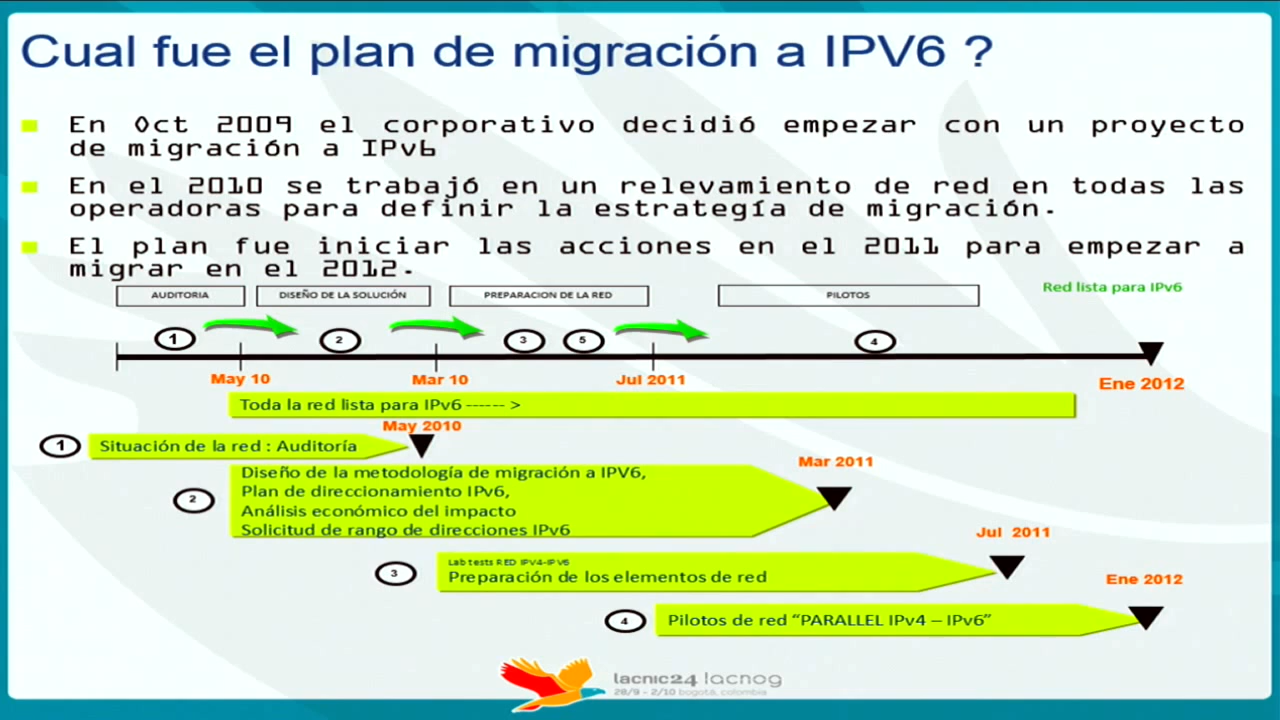 Cual fue el plan de migración a IPV6 ?
En Oct 2009 el corporativo decidió empezar con un proyecto
de migración a IPv6
En el 2010 se trabajó en un relevamiento de red en todas las
operadoras para definir la estrategía de migración.
El plan fue iniciar las acciones en el 2011 para empezar a
migrar en el 2012.
AUDITORIA
DISEÑO DE LA SOLUCIÓN
PREPARACION DE LA RED
PILOTOS
Red lista para IPv6
1
2
3
5
4
May 10
Mar 10
Jul 2011
Ene 2012
Toda la red lista para IPv6 ------ >
May 2010
1
Situación de la red : Auditoría
Mar 2011
2
Diseño de la metodología de migración a IPV6,
Plan de direccionamiento IPv6,
Análisis económico del impacto
Solicitud de rango de direcciones IPv6
Jul 2011
3
Lab tests RED IPV4-IPV6
Preparación de los elementos de red
Ene 2012
4
Pilotos de red “PARALLEL IPv4 – IPv6”
lacnic24 lacnog
28/9 - 2/10 bogotá, colombia